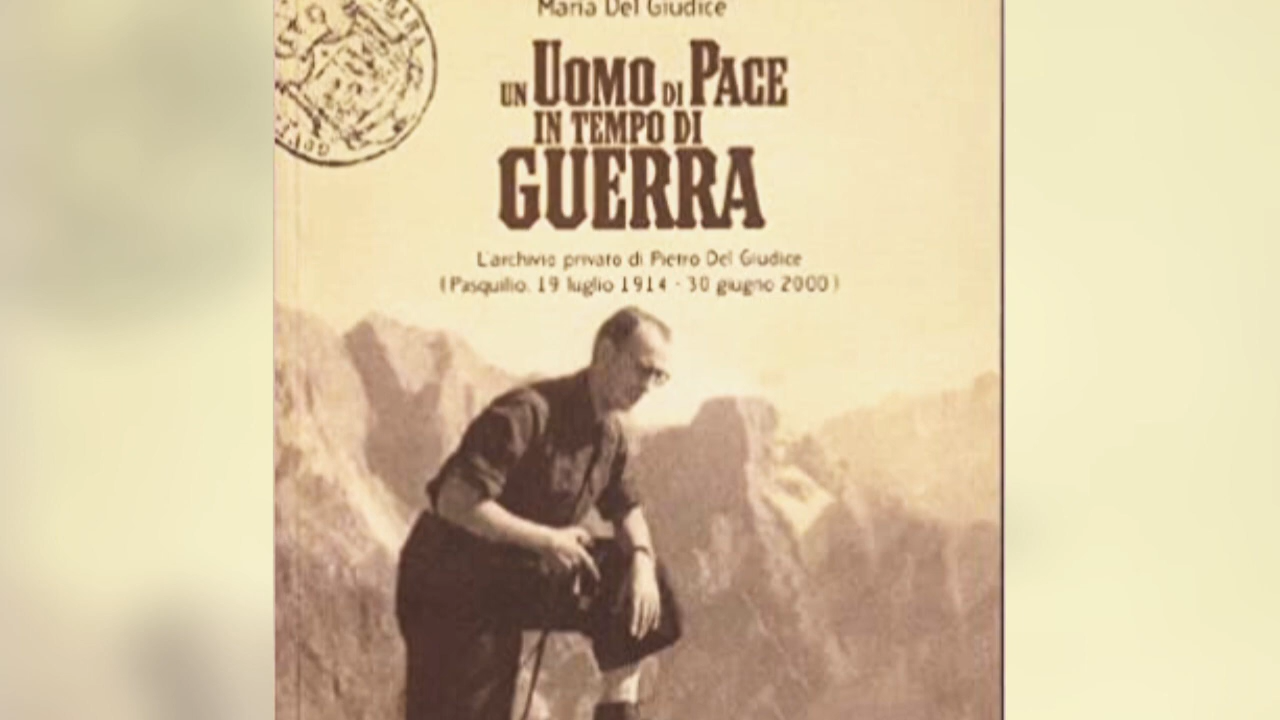 Maria Del Giudice
UN UOMO DI PACE
IN TEMPO DI
GUERRA
L'archivio privato di Pietro Del Giudice
(Pasquilio, 19 luglio 1914 - 30 giugno 2000)